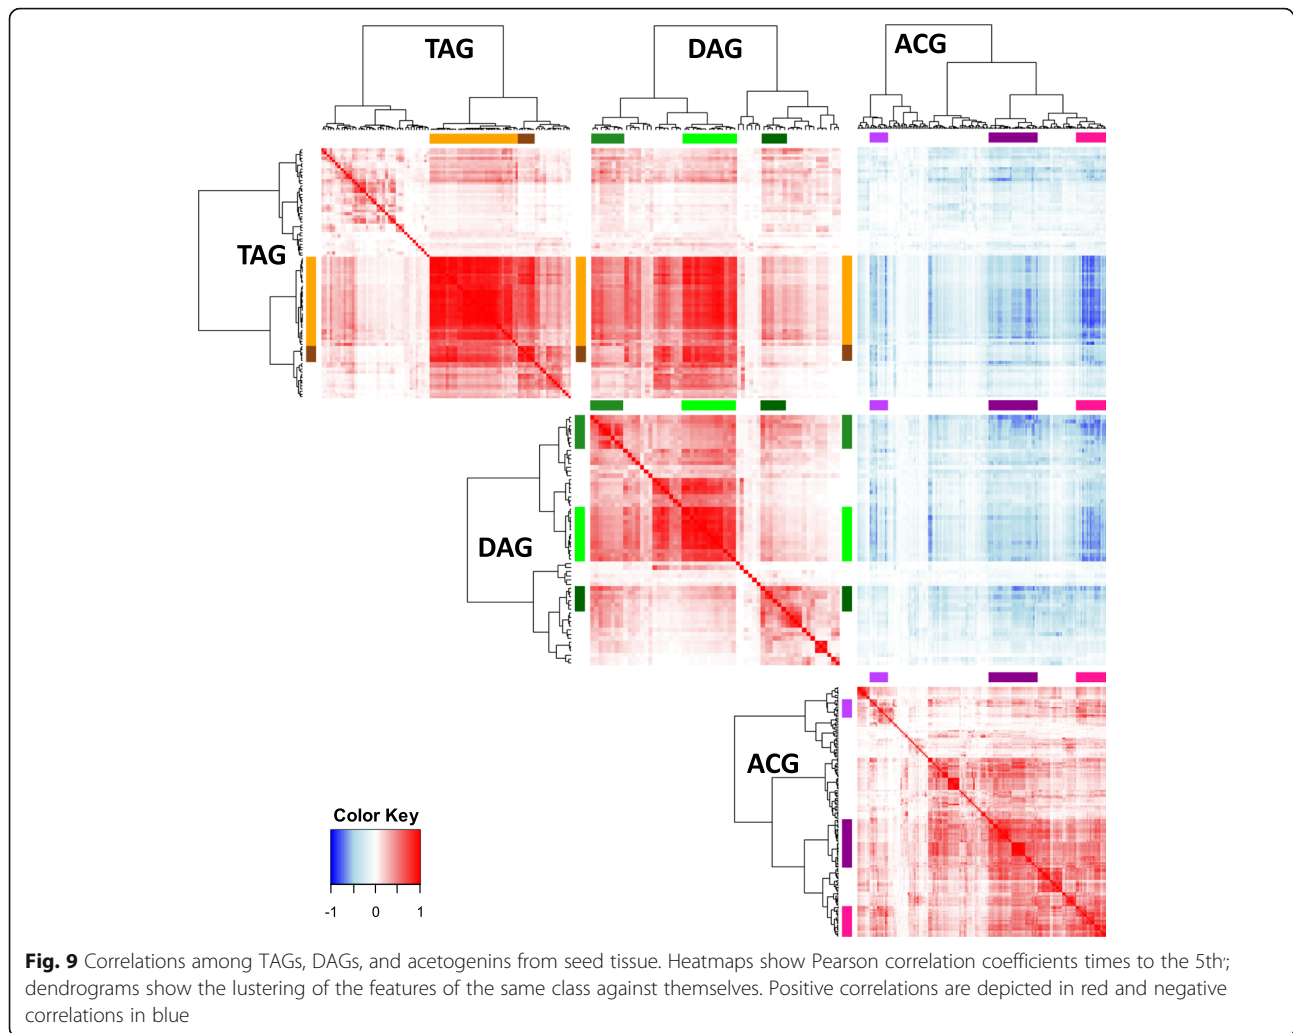 TAG
DAG
ACG
TAG
DAG
ACG
Color Key
-1 0 1
Fig. 9 Correlations among TAGs, DAGs, and acetogenins from seed tissue. Heatmaps show Pearson correlation coefficients times to the 5th;
dendrograms show the lustering of the features of the same class against themselves. Positive correlations are depicted in red and negative
correlations in blue